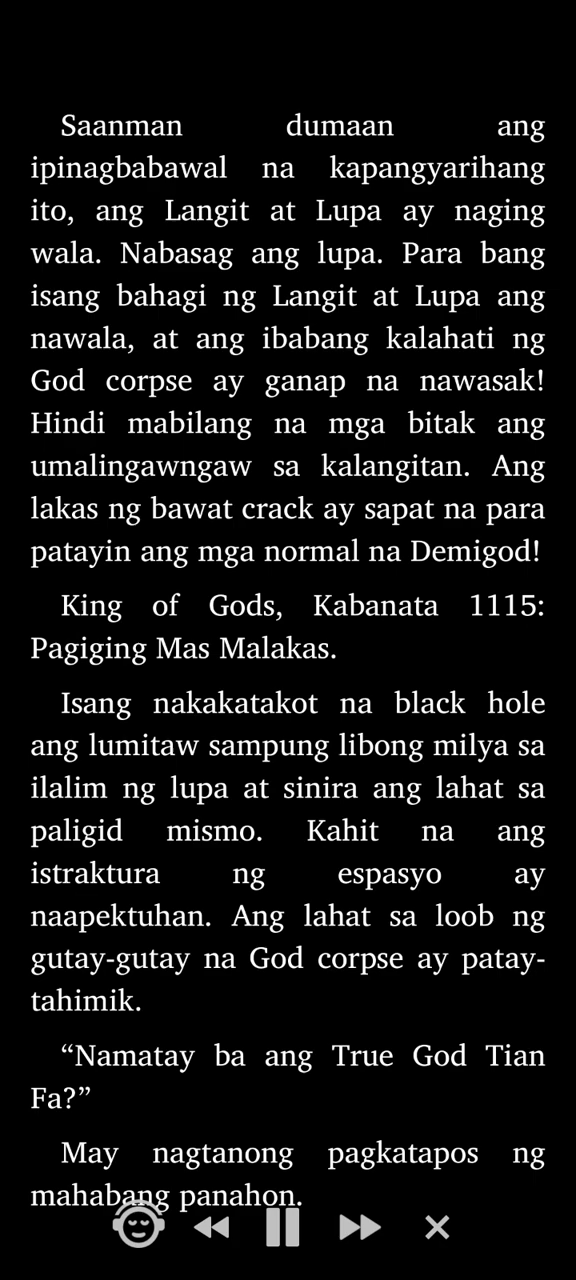 Saanman dumaan ang
ipinagbabawal na kapangyarihang
ito, ang Langit at Lupa ay naging
wala. Nabasag ang lupa. Para bang
isang bahagi ng Langit at Lupa ang
nawala, at ang ibabang kalahati ng
God corpse ay ganap na nawasak!
Hindi mabilang na mga bitak ang
umalingawngaw sa kalangitan. Ang
lakas ng bawat crack ay sapat na para
patayin ang mga normal na Demigod!
King of Gods, Kabanata 1115:
Pagiging Mas Malakas.
Isang nakakatakot na black hole
ang lumitaw sampung libong milya sa
ilalim ng lupa at sinira ang lahat sa
paligid mismo. Kahit na ang
istraktura ng espasyo ay
naapektuhan. Ang lahat sa loob ng
gutay-gutay na God corpse ay patay-
tahimik.
“Namatay ba ang True God Tian
Fa?”
May nagtanong pagkatapos ng
mahabang panahon.